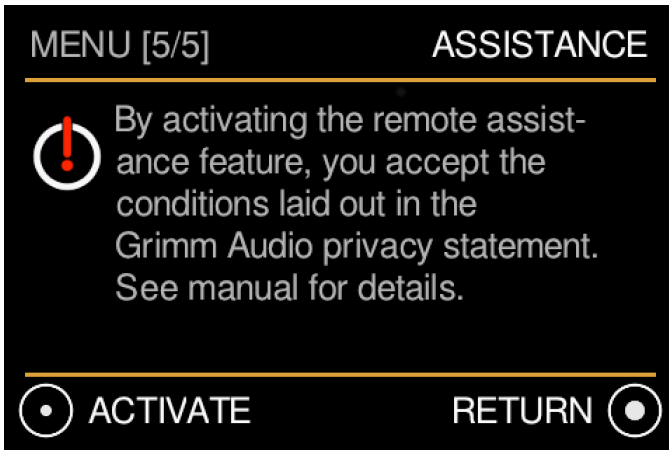 MENU [5/5] ASSISTANCE
By activating the remote assist-
ance feature, you accept the
conditions laid out in the
Grimm Audio privacy statement.
See manual for details.
ACTIVATE RETURN